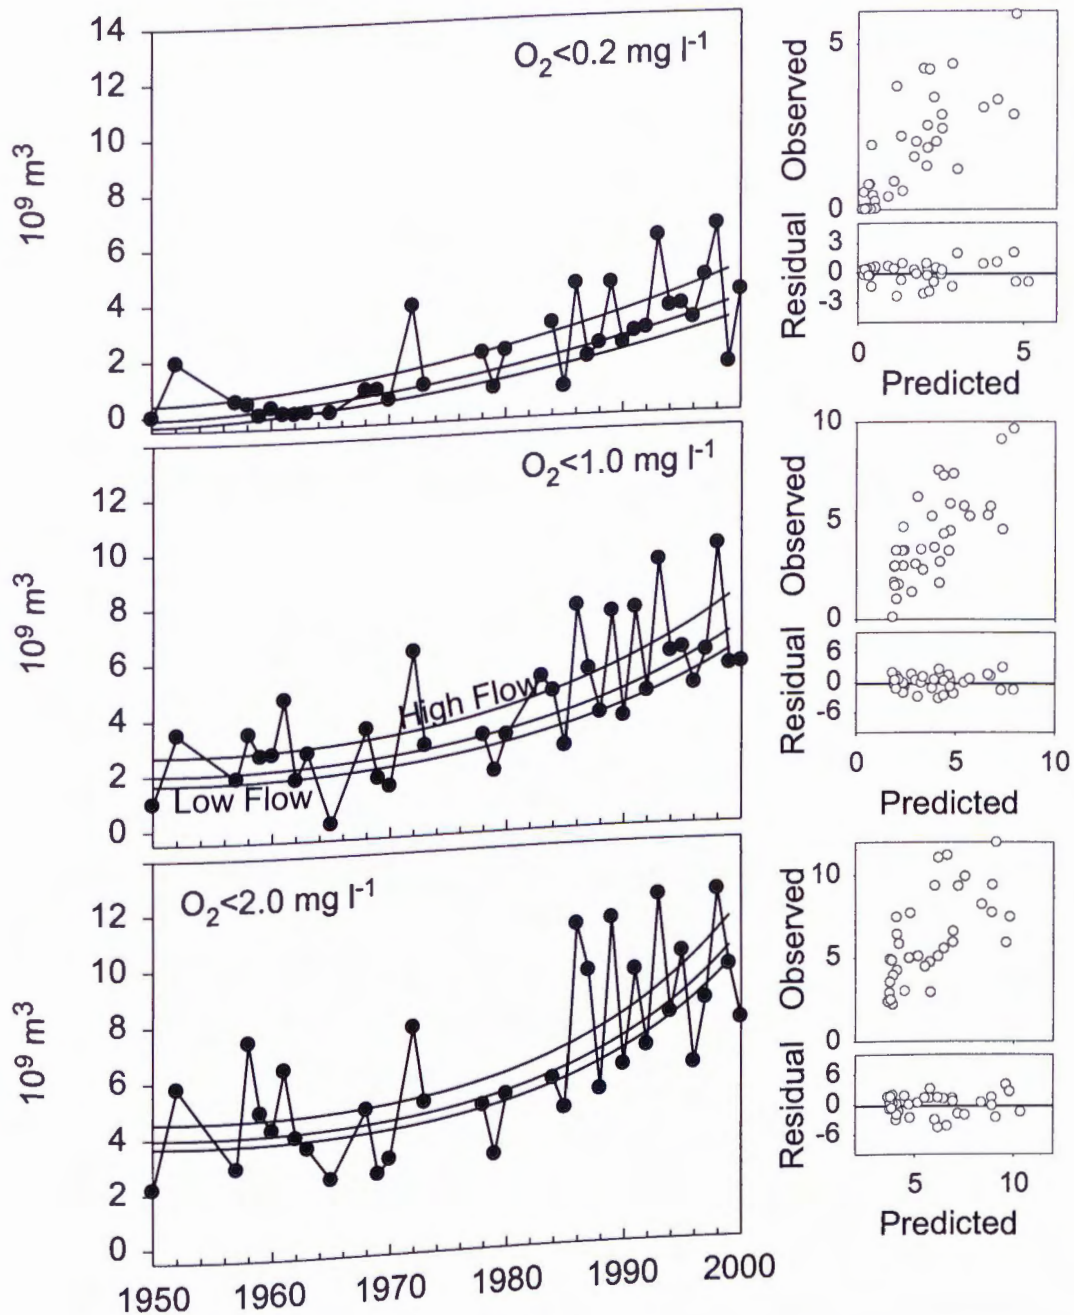 14
12
10
8
6
4
2
0
10⁹ m³
O₂<0.2 mg l⁻¹
12
10
8
6
4
2
0
10⁹ m³
O₂<1.0 mg l⁻¹
High Flow
Low Flow
12
10
8
6
4
2
0
10⁹ m³
O₂<2.0 mg l⁻¹
1950 1960 1970 1980 1990 2000
5
0
Observed
3
0
-3
Residual
0 5
Predicted
10
5
0
Observed
6
0
-6
Residual
0 5 10
Predicted
10
5
0
Observed
6
0
-6
Residual
5 10
Predicted